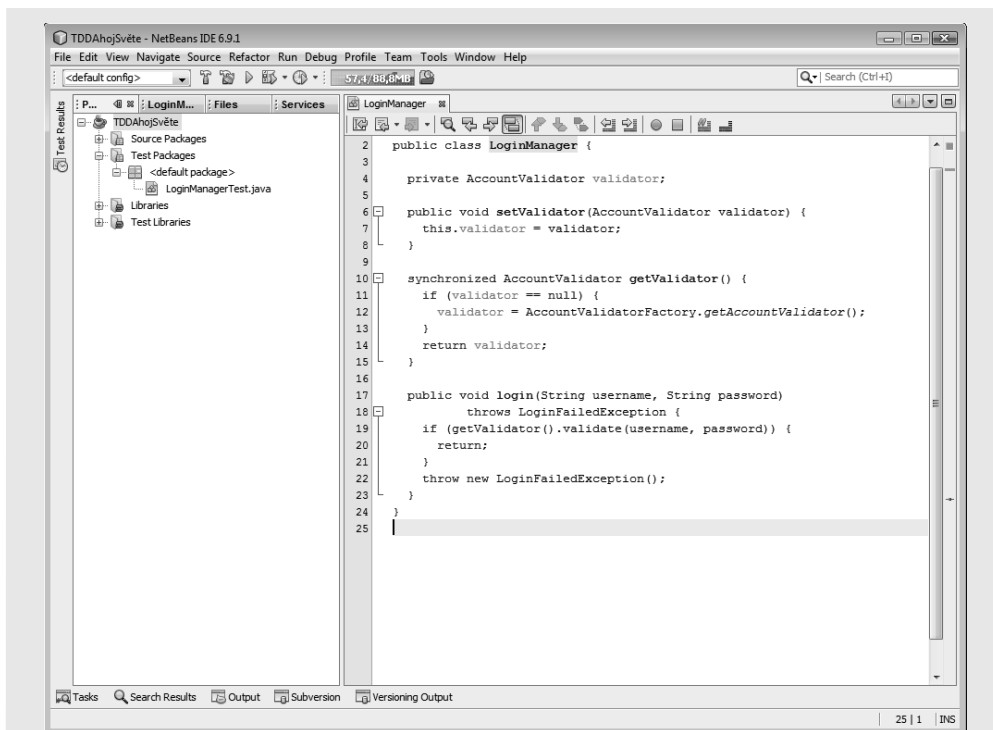 TDDAhojSvěte - NetBeans IDE 6.9.1
File Edit View Navigate Source Refactor Run Debug Profile Team Tools Window Help
<default config>
57,4/88,8MB
Search (Ctrl+I)
Test Results
P...
LoginM...
Files
Services
TDDAhojSvěte
Source Packages
Test Packages
<default package>
LoginManagerTest.java
Libraries
Test Libraries
LoginManager
2 public class LoginManager {
3
4 private AccountValidator validator;
5
6 public void setValidator(AccountValidator validator) {
7 this.validator = validator;
8 }
9
10 synchronized AccountValidator getValidator() {
11 if (validator == null) {
12 validator = AccountValidatorFactory.getAccountValidator();
13 }
14 return validator;
15 }
16
17 public void login(String username, String password)
18 throws LoginFailedException {
19 if (getValidator().validate(username, password)) {
20 return;
21 }
22 throw new LoginFailedException();
23 }
24 }
25
Tasks Search Results Output Subversion Versioning Output
25 | 1 INS